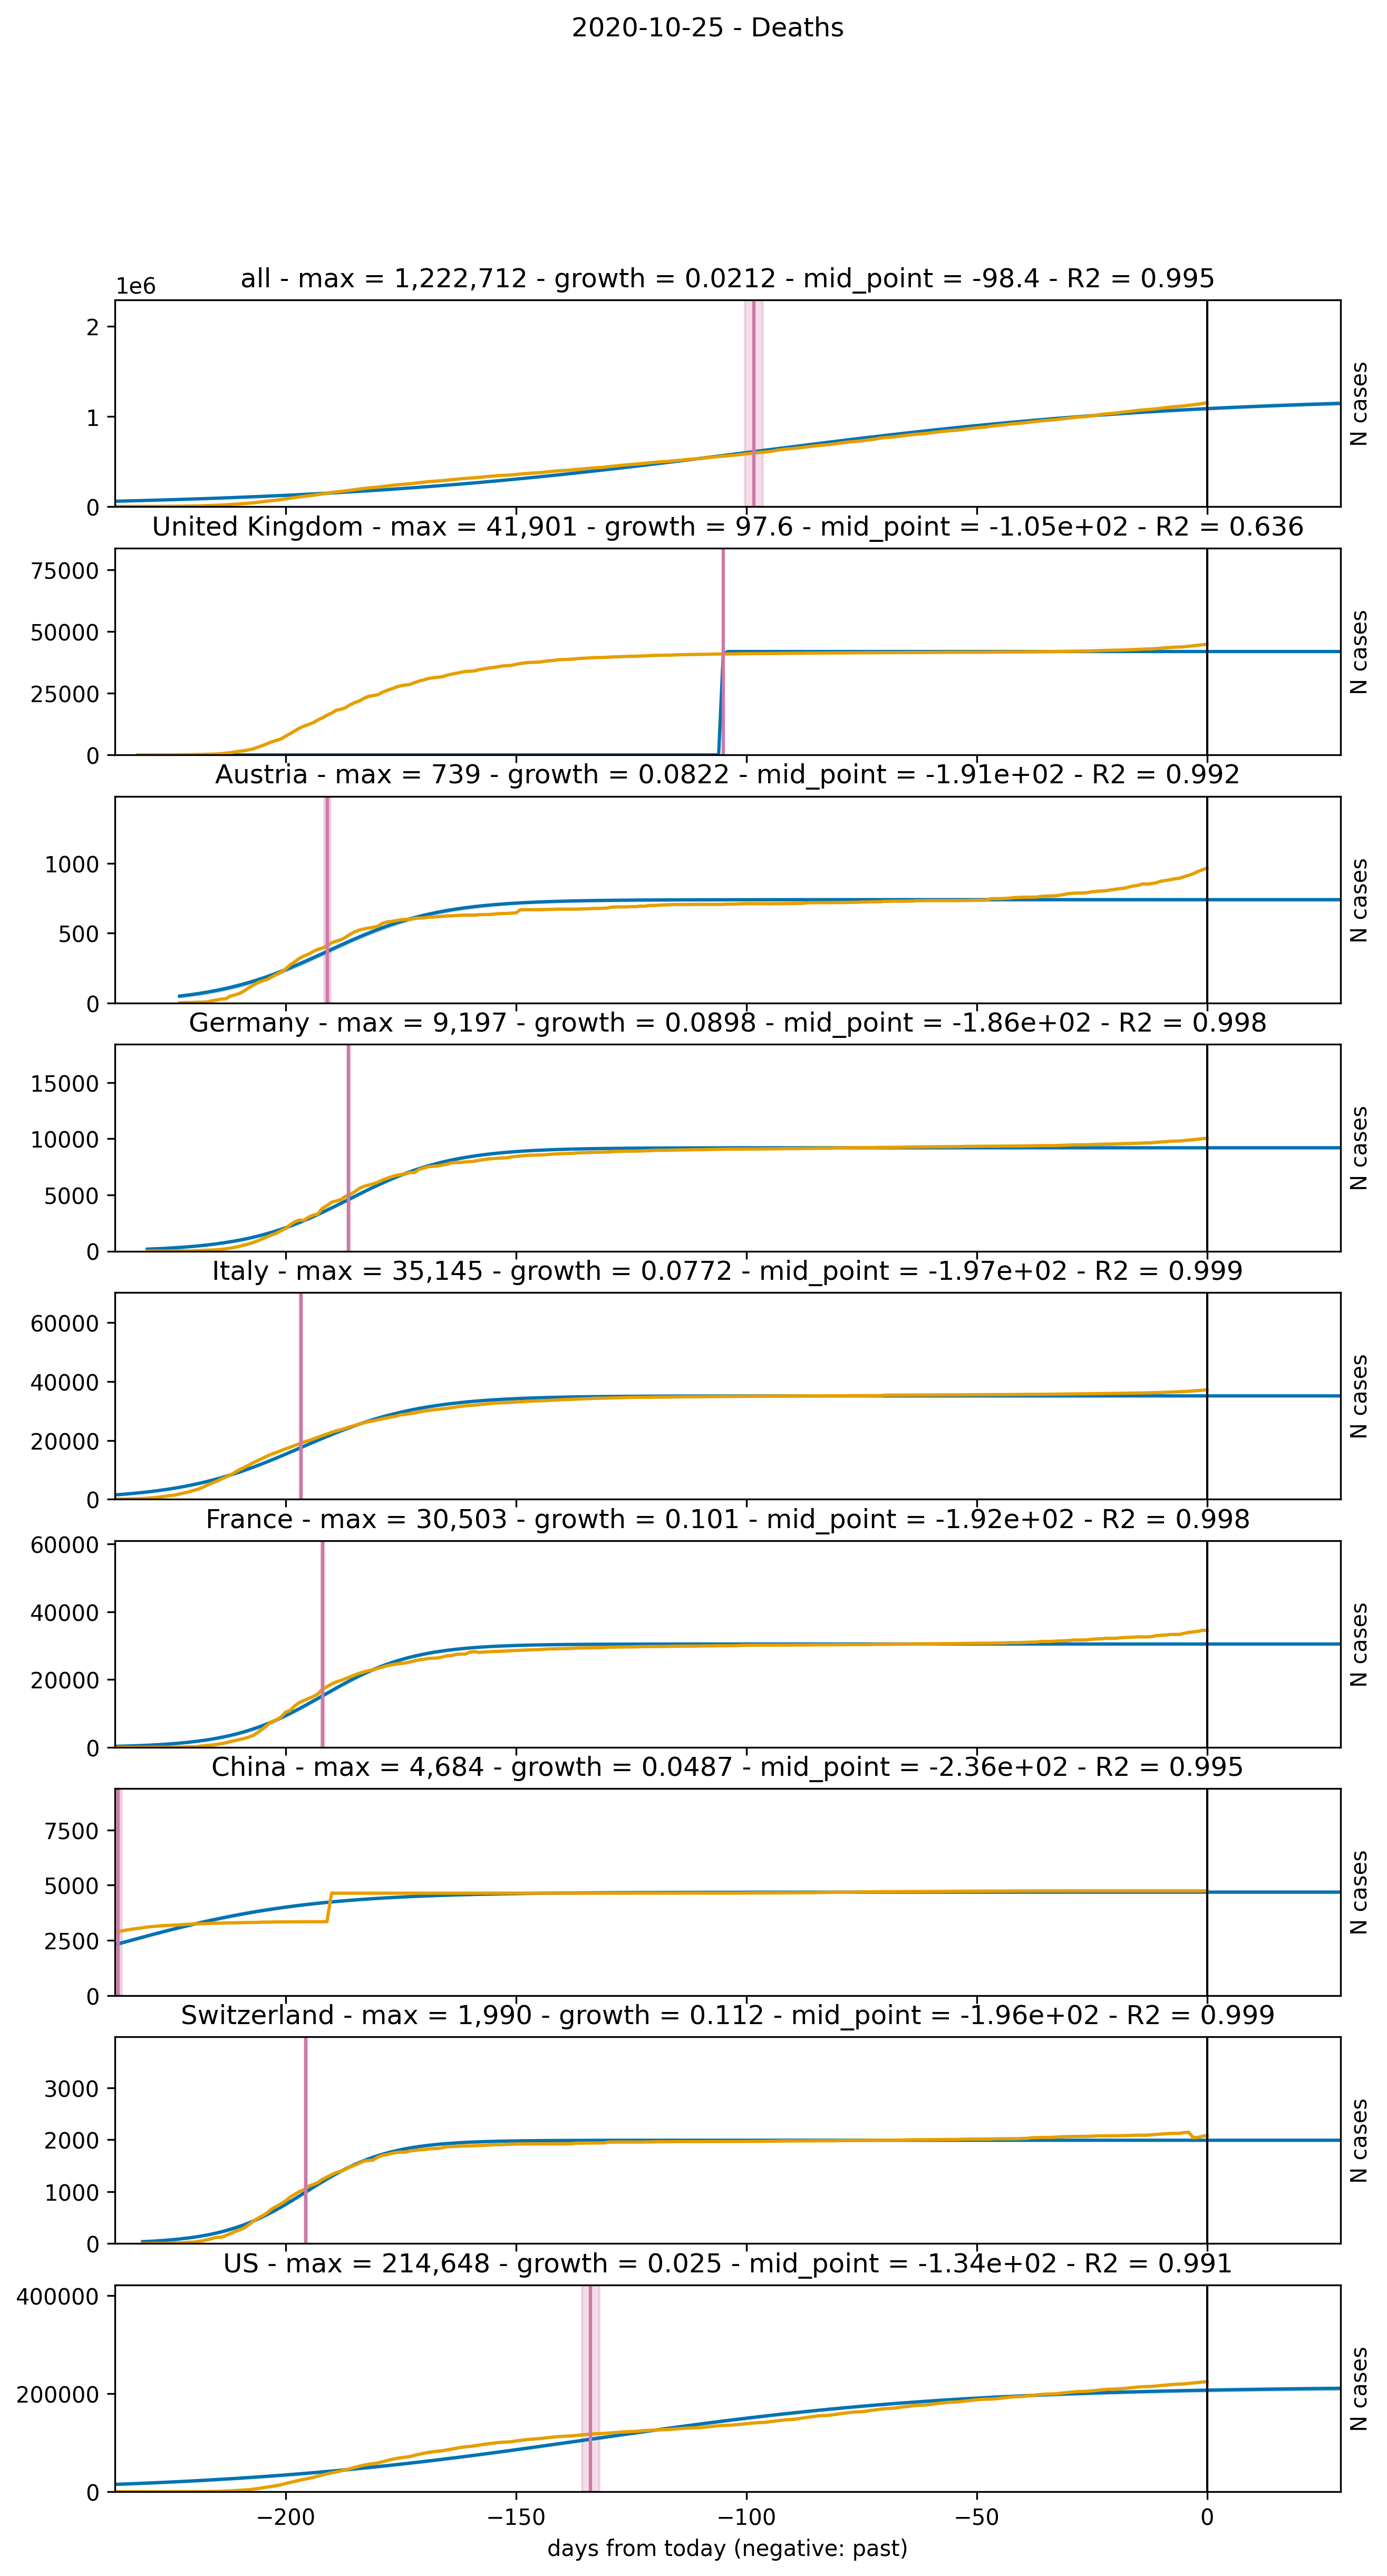 2020-10-25 - Deaths
all - max = 1,222,712 - growth = 0.0212 - mid_point = -98.4 - R2 = 0.995
1e6
2
1
0
N cases
United Kingdom - max = 41,901 - growth = 97.6 - mid_point = -1.05e+02 - R2 = 0.636
75000
50000
25000
0
N cases
Austria - max = 739 - growth = 0.0822 - mid_point = -1.91e+02 - R2 = 0.992
1000
500
0
N cases
Germany - max = 9,197 - growth = 0.0898 - mid_point = -1.86e+02 - R2 = 0.998
15000
10000
5000
0
N cases
Italy - max = 35,145 - growth = 0.0772 - mid_point = -1.97e+02 - R2 = 0.999
60000
40000
20000
0
N cases
France - max = 30,503 - growth = 0.101 - mid_point = -1.92e+02 - R2 = 0.998
60000
40000
20000
0
N cases
China - max = 4,684 - growth = 0.0487 - mid_point = -2.36e+02 - R2 = 0.995
7500
5000
2500
0
N cases
Switzerland - max = 1,990 - growth = 0.112 - mid_point = -1.96e+02 - R2 = 0.999
3000
2000
1000
0
N cases
US - max = 214,648 - growth = 0.025 - mid_point = -1.34e+02 - R2 = 0.991
400000
200000
0
N cases
−200 −150 −100 −50 0
days from today (negative: past)